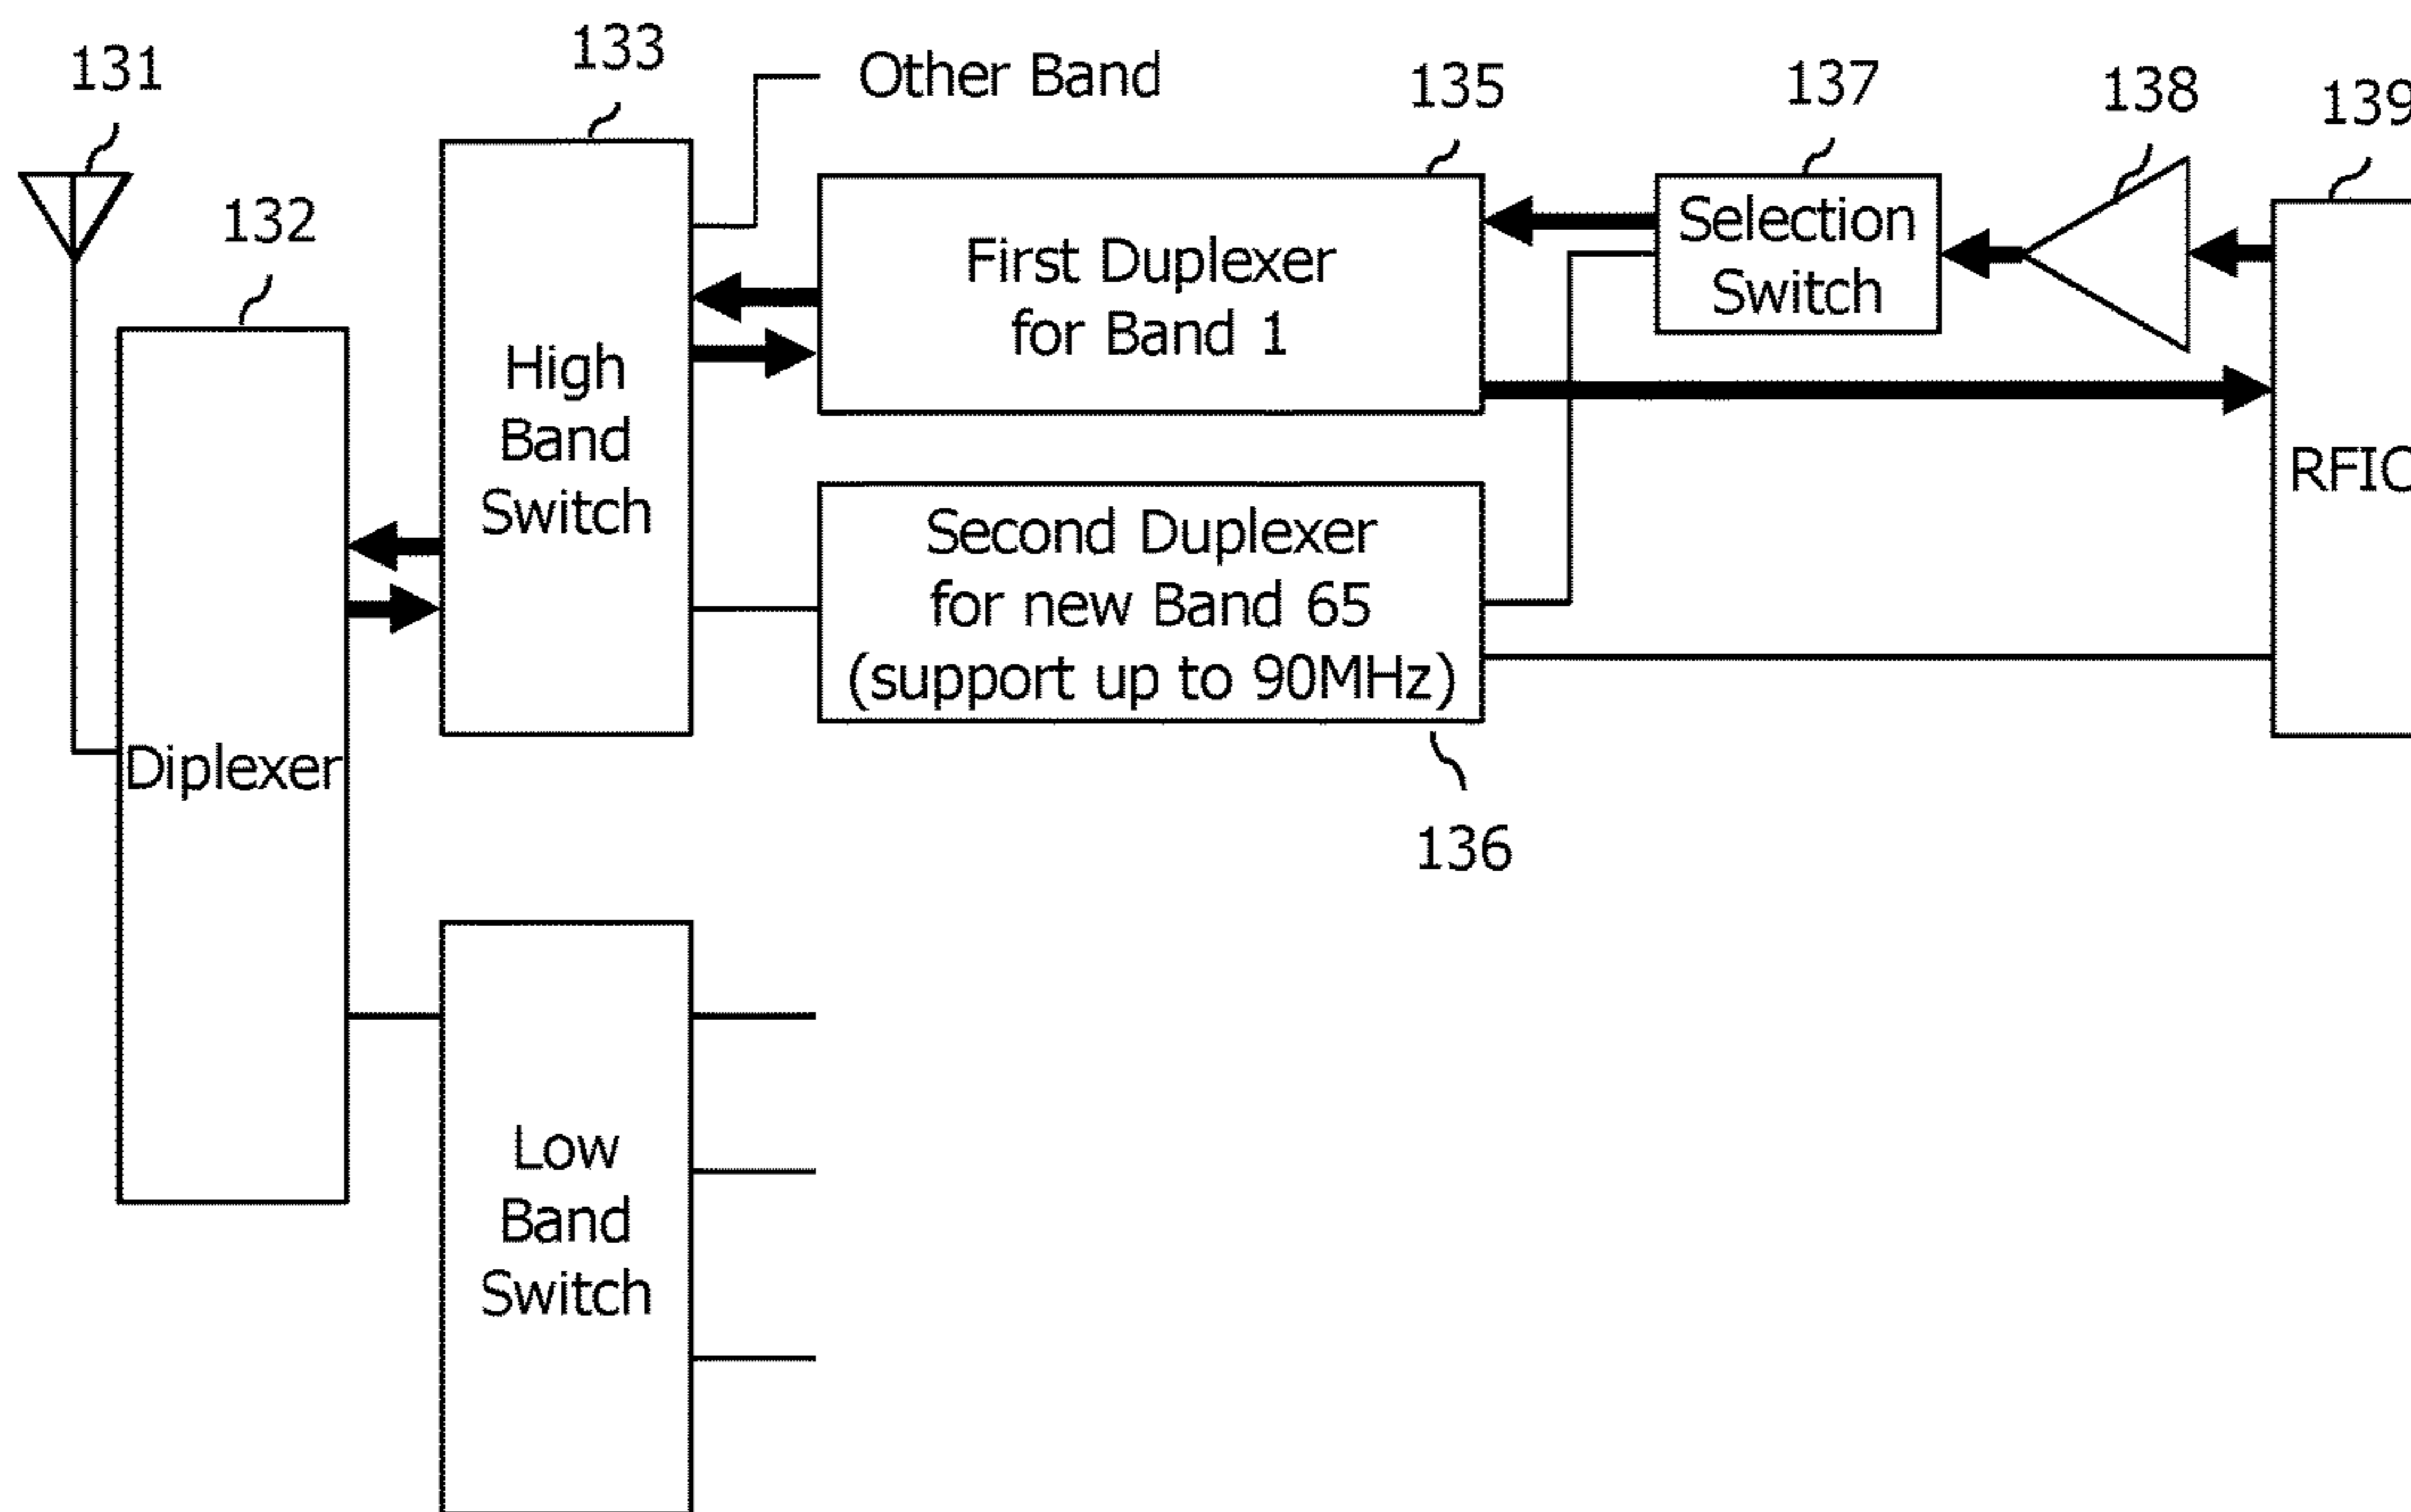 131
133
Other Band
135
137
138
139
132
Selection
Switch
First Duplexer
for Band 1
High
Band
Switch
RFIC
Second Duplexer
for new Band 65
(support up to 90MHz)
Diplexer
136
Low
Band
Switch